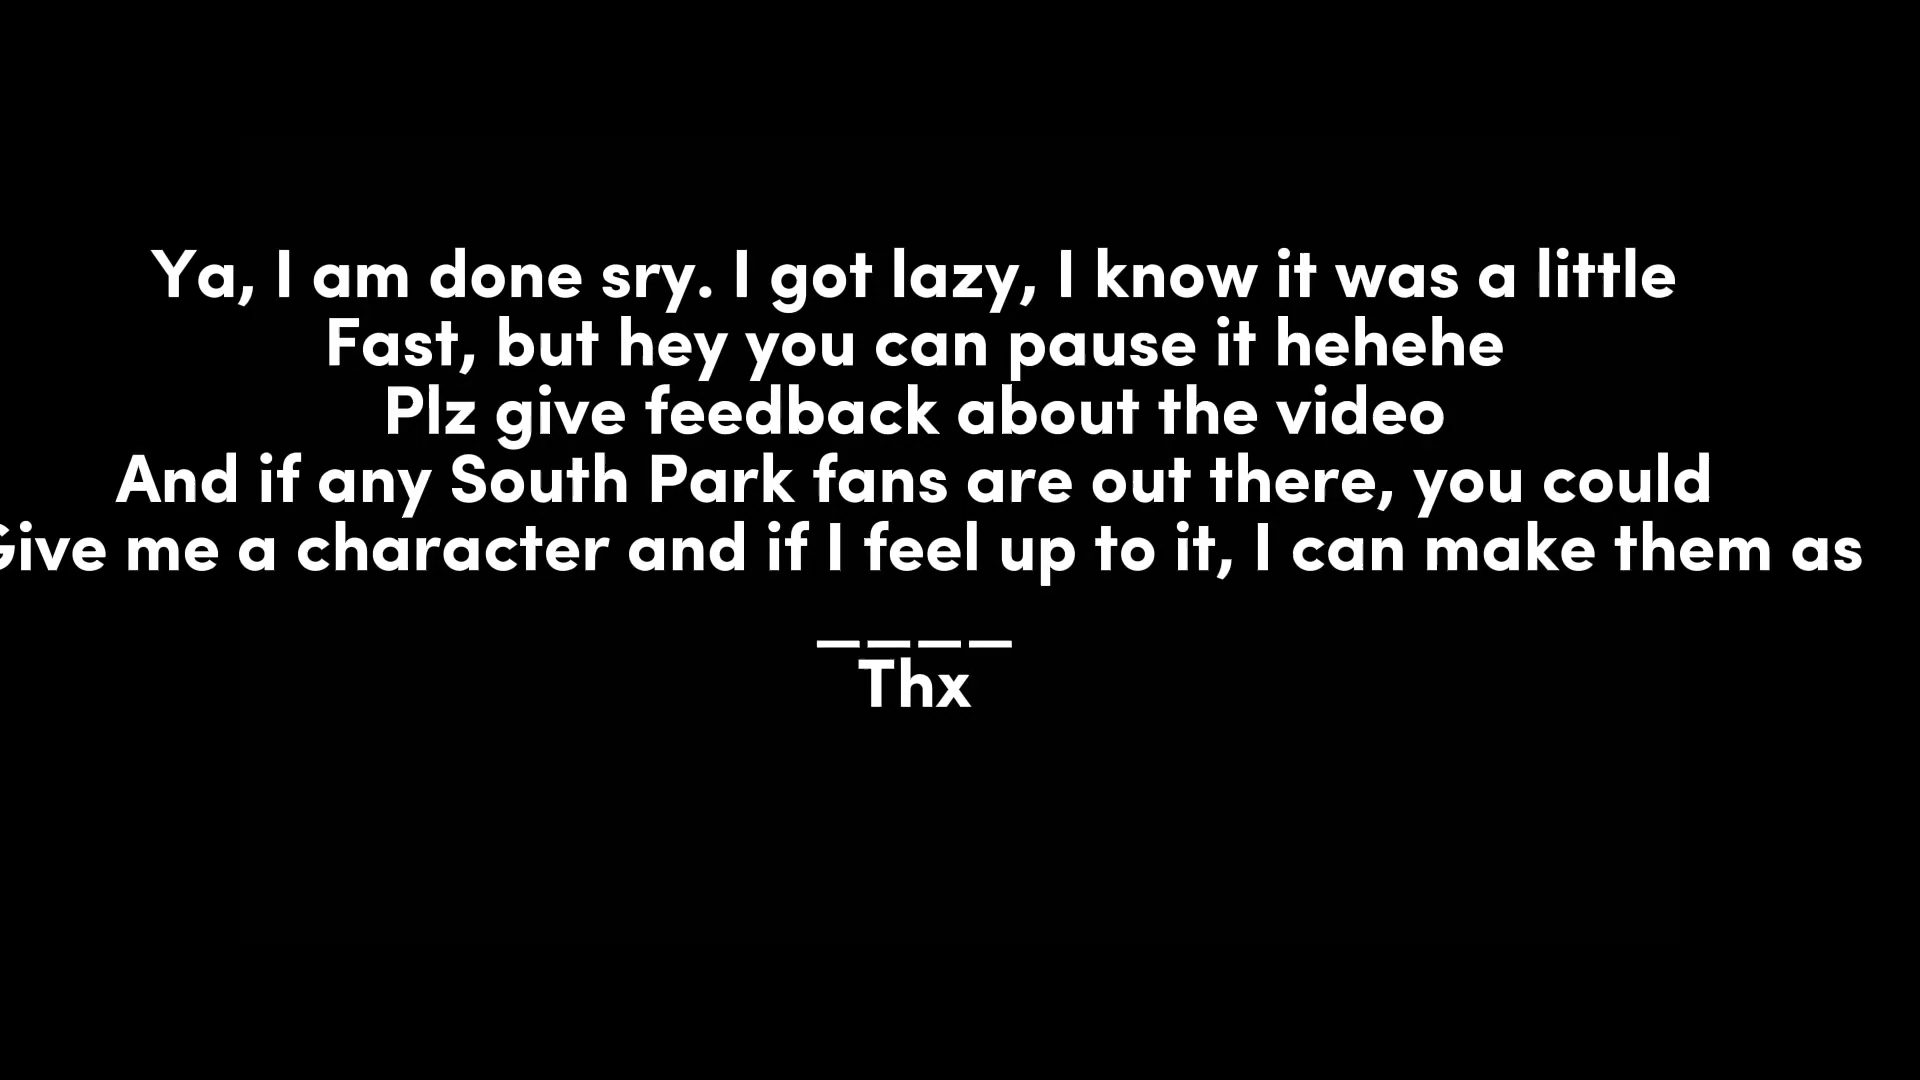 Ya, I am done sry. I got lazy, I know it was a little
Fast, but hey you can pause it hehehe
Plz give feedback about the video
And if any South Park fans are out there, you could
Give me a character and if I feel up to it, I can make them as
____
Thx